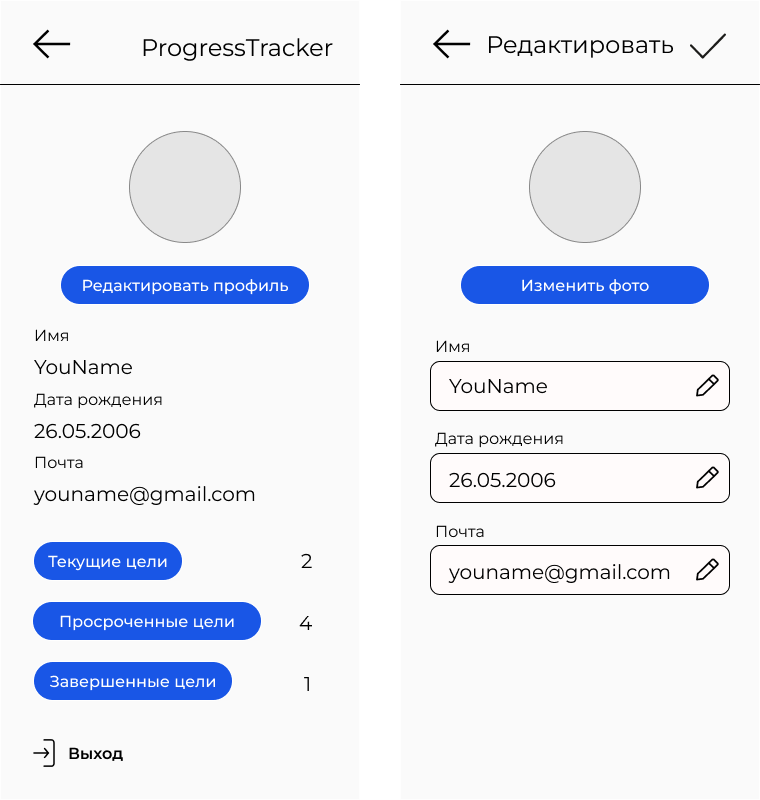 ProgressTracker
Редактировать профиль
Имя
YouName
Дата рождения
26.05.2006
Почта
youname@gmail.com
Текущие цели 2
Просроченные цели 4
Завершенные цели 1
Выход
Редактировать
Изменить фото
Имя
YouName
Дата рождения
26.05.2006
Почта
youname@gmail.com